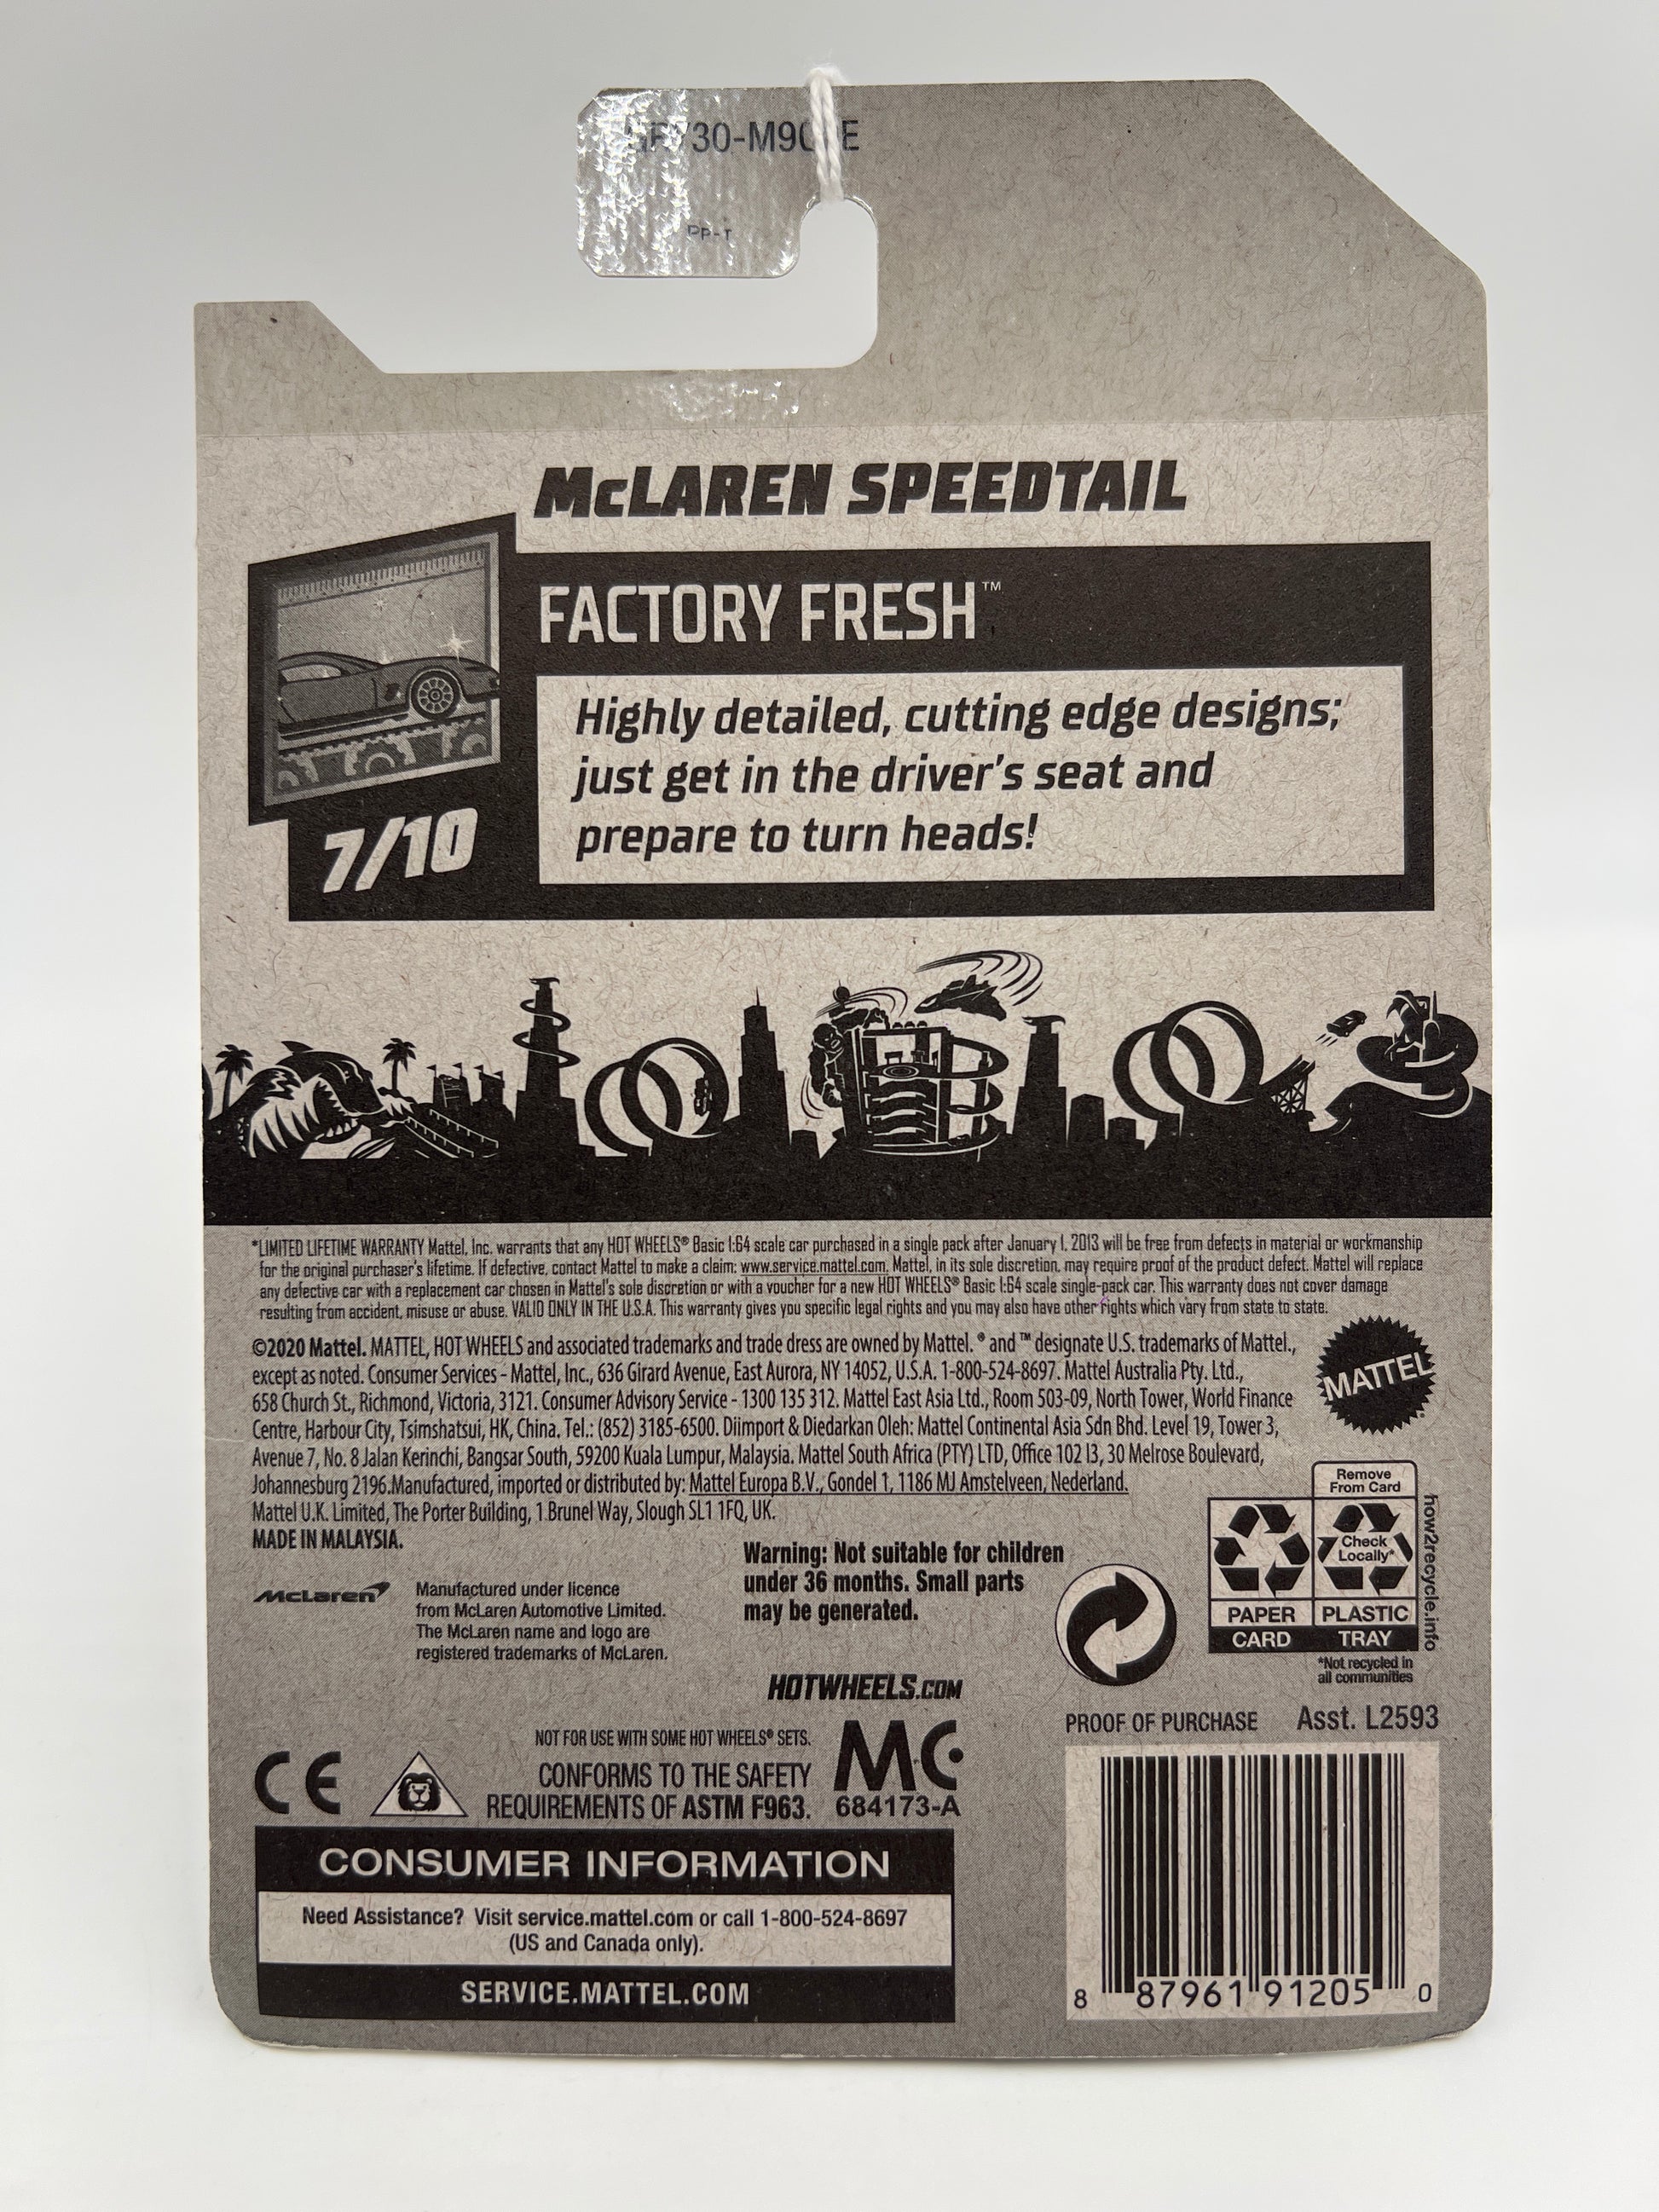 PP-T
McLAREN SPEEDTAIL
FACTORY FRESH™
Highly detailed, cutting edge designs;
just get in the driver's seat and
prepare to turn heads!
7/10
*LIMITED LIFETIME WARRANTY Mattel, Inc. warrants that any HOT WHEELS® Basic 1:64 scale car purchased in a single pack after January 1, 2013 will be free from defects in material or workmanship
for the original purchaser's lifetime. If defective, contact Mattel to make a claim: www.service.mattel.com. Mattel, in its sole discretion, may require proof of the product defect. Mattel will replace
any defective car with a replacement car chosen in Mattel's sole discretion or with a voucher for a new HOT WHEELS® Basic 1:64 scale single-pack car. This warranty does not cover damage
resulting from accident, misuse or abuse. VALID ONLY IN THE U.S.A. This warranty gives you specific legal rights and you may also have other rights which vary from state to state.
©2020 Mattel. MATTEL, HOT WHEELS and associated trademarks and trade dress are owned by Mattel. ® and ™ designate U.S. trademarks of Mattel.,
except as noted. Consumer Services - Mattel, Inc., 636 Girard Avenue, East Aurora, NY 14052, U.S.A. 1-800-524-8697. Mattel Australia Pty. Ltd.,
658 Church St., Richmond, Victoria, 3121. Consumer Advisory Service - 1300 135 312. Mattel East Asia Ltd., Room 503-09, North Tower, World Finance
Centre, Harbour City, Tsimshatsui, HK, China. Tel.: (852) 3185-6500. Diimport & Diedarkan Oleh: Mattel Continental Asia Sdn Bhd. Level 19, Tower 3,
Avenue 7, No. 8 Jalan Kerinchi, Bangsar South, 59200 Kuala Lumpur, Malaysia. Mattel South Africa (PTY) LTD, Office 102 I3, 30 Melrose Boulevard,
Johannesburg 2196.Manufactured, imported or distributed by: Mattel Europa B.V., Gondel 1, 1186 MJ Amstelveen, Nederland.
Mattel U.K. Limited, The Porter Building, 1 Brunel Way, Slough SL1 1FQ, UK.
MADE IN MALAYSIA.
MATTEL
McLaren
Manufactured under licence
from McLaren Automotive Limited.
The McLaren name and logo are
registered trademarks of McLaren.
Warning: Not suitable for children
under 36 months. Small parts
may be generated.
Remove
From Card
Check
Locally*
PAPER PLASTIC
CARD TRAY
*Not recycled in
all communities
how2recycle.info
HOTWHEELS.COM
NOT FOR USE WITH SOME HOT WHEELS® SETS.
CE
CONFORMS TO THE SAFETY
REQUIREMENTS OF ASTM F963.
MC
684173-A
PROOF OF PURCHASE Asst. L2593
CONSUMER INFORMATION
Need Assistance? Visit service.mattel.com or call 1-800-524-8697
(US and Canada only).
SERVICE.MATTEL.COM
8 87961 91205 0